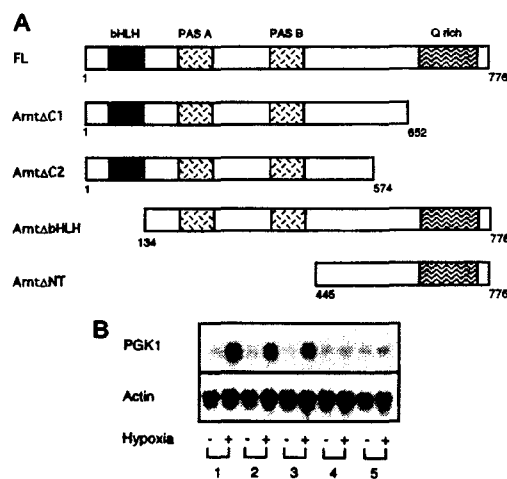 A
bHLH PAS A PAS B Q rich
FL
1 776
ArntΔC1
1 652
ArntΔC2
1 574
ArntΔbHLH
134 776
ArntΔNT
445 776
B
PGK1
Actin
Hypoxia - + - + - + - + - +
1 2 3 4 5